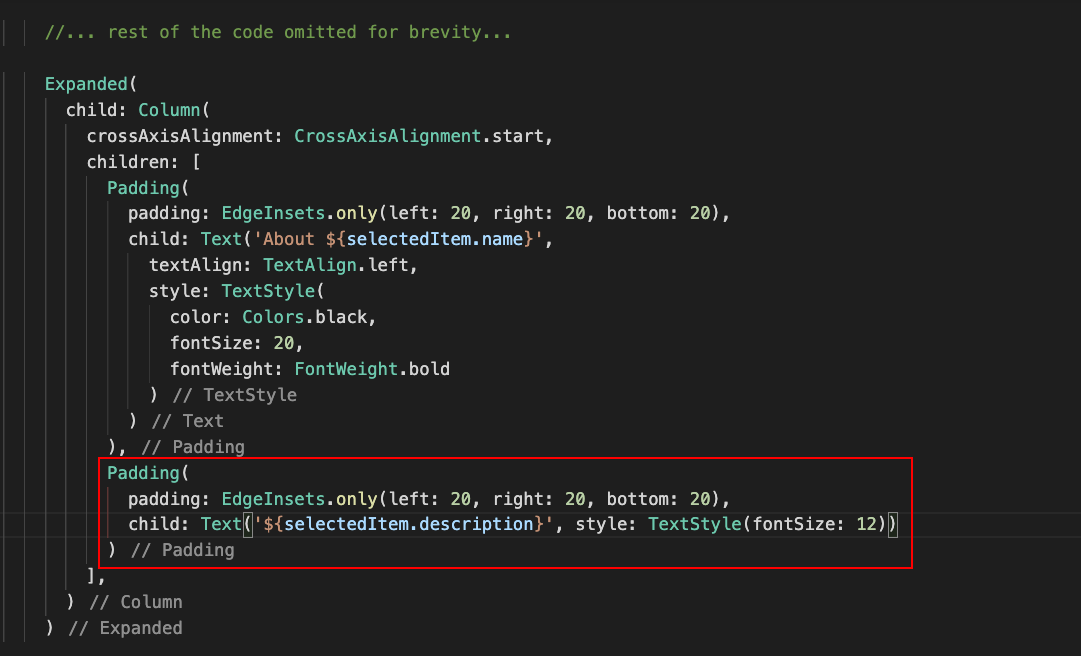 //... rest of the code omitted for brevity...
Expanded(
child: Column(
crossAxisAlignment: CrossAxisAlignment.start,
children: [
Padding(
padding: EdgeInsets.only(left: 20, right: 20, bottom: 20),
child: Text('About ${selectedItem.name}',
textAlign: TextAlign.left,
style: TextStyle(
color: Colors.black,
fontSize: 20,
fontWeight: FontWeight.bold
) // TextStyle
) // Text
), // Padding
Padding(
padding: EdgeInsets.only(left: 20, right: 20, bottom: 20),
child: Text('${selectedItem.description}', style: TextStyle(fontSize: 12))
) // Padding
],
) // Column
) // Expanded